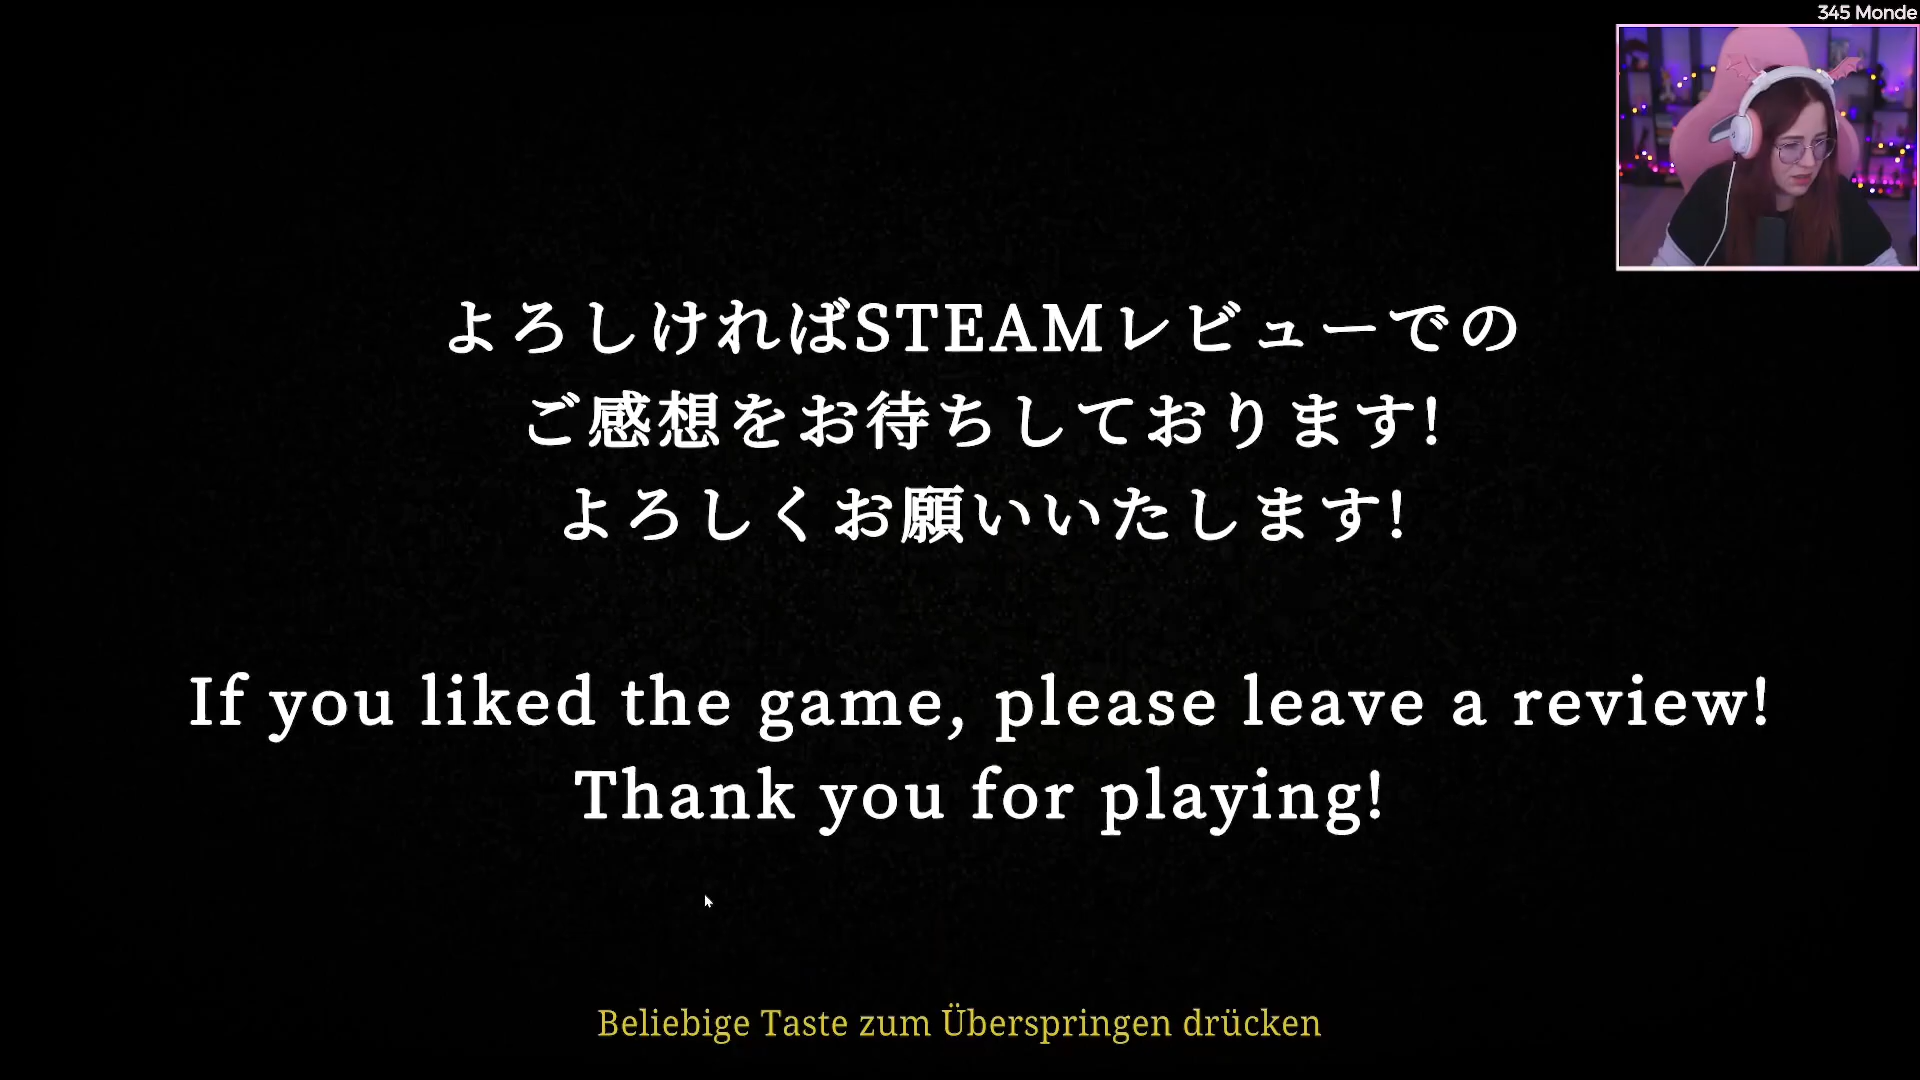 345 Monde
よろしければSTEAMレビューでの
ご感想をお待ちしております!
よろしくお願いいたします!
If you liked the game, please leave a review!
Thank you for playing!
Beliebige Taste zum Überspringen drücken